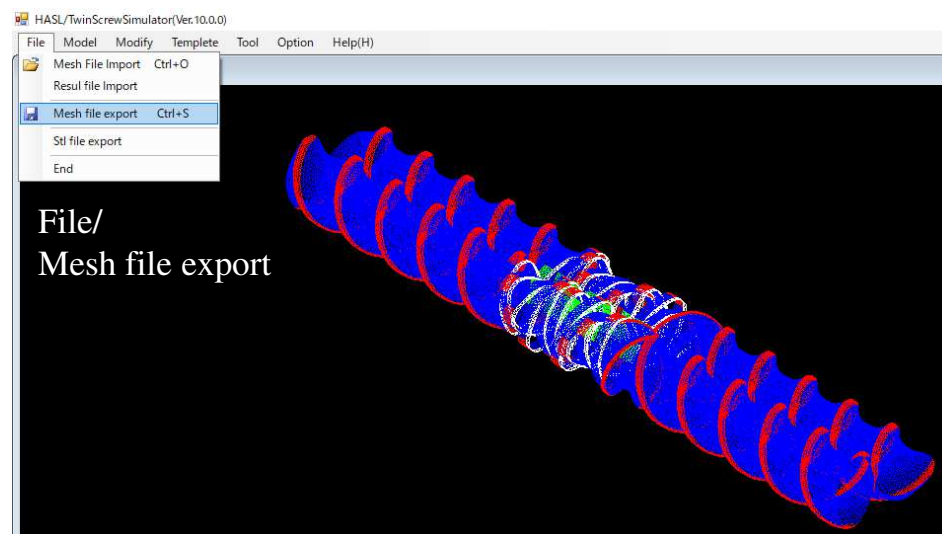 HASL/TwinScrewSimulator(Ver.10.0.0)
File Model Modify Templete Tool Option Help(H)
Mesh File Import Ctrl+O
Resul file Import
Mesh file export Ctrl+S
Stl file export
End
File/
Mesh file export